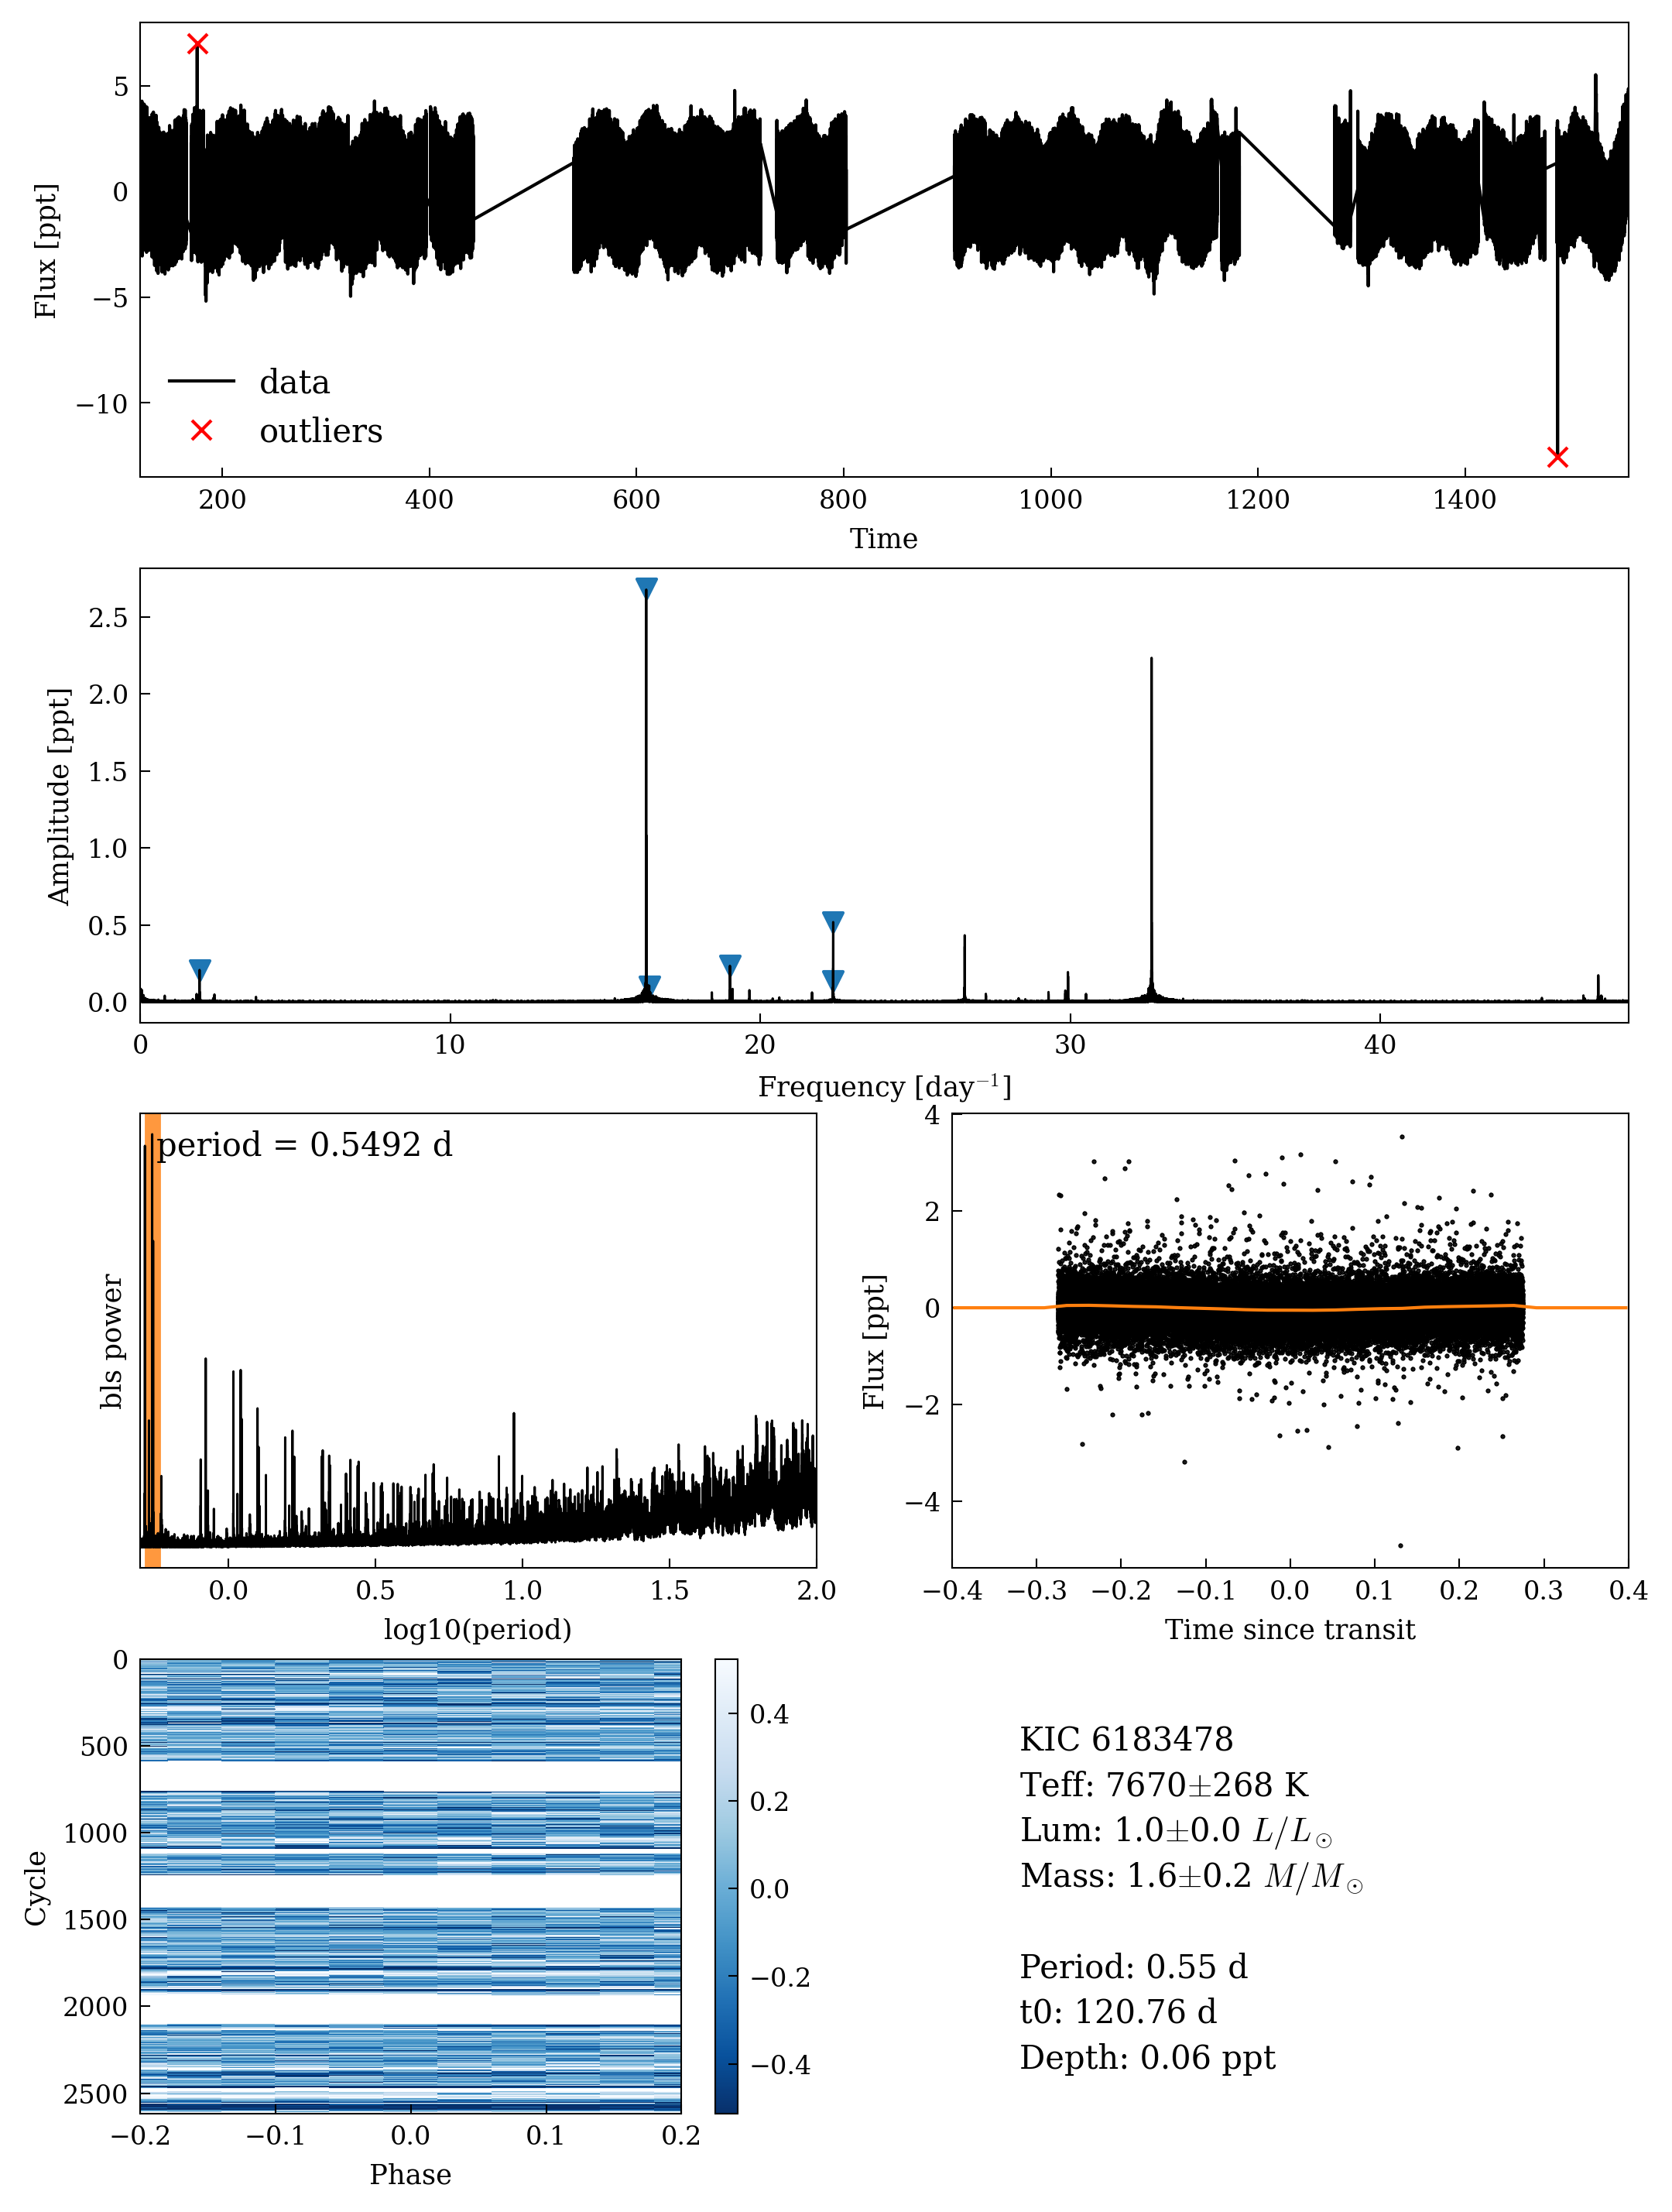 5
0
−5
−10
Flux [ppt]
data
outliers
200 400 600 800 1000 1200 1400
Time
2.5
2.0
1.5
1.0
0.5
0.0
Amplitude [ppt]
0 10 20 30 40
Frequency [day⁻¹]
period = 0.5492 d
bls power
0.0 0.5 1.0 1.5 2.0
log10(period)
4
2
0
−2
−4
Flux [ppt]
−0.4 −0.3 −0.2 −0.1 0.0 0.1 0.2 0.3 0.4
Time since transit
0
500
1000
1500
2000
2500
Cycle
−0.2 −0.1 0.0 0.1 0.2
Phase
0.4
0.2
0.0
−0.2
−0.4
KIC 6183478
Teff: 7670±268 K
Lum: 1.0±0.0 L/L☉
Mass: 1.6±0.2 M/M☉
Period: 0.55 d
t0: 120.76 d
Depth: 0.06 ppt